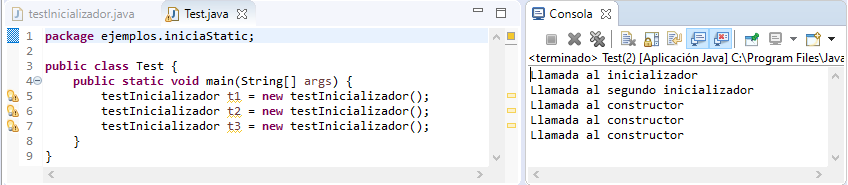 testInicializador.java
Test.java
1 package ejemplos.iniciaStatic;
2
3 public class Test {
4 public static void main(String[] args) {
5 testInicializador t1 = new testInicializador();
6 testInicializador t2 = new testInicializador();
7 testInicializador t3 = new testInicializador();
8 }
9 }
Consola
<terminado> Test(2) [Aplicación Java] C:\Program Files\Java
Llamada al inicializador
Llamada al segundo inicializador
Llamada al constructor
Llamada al constructor
Llamada al constructor